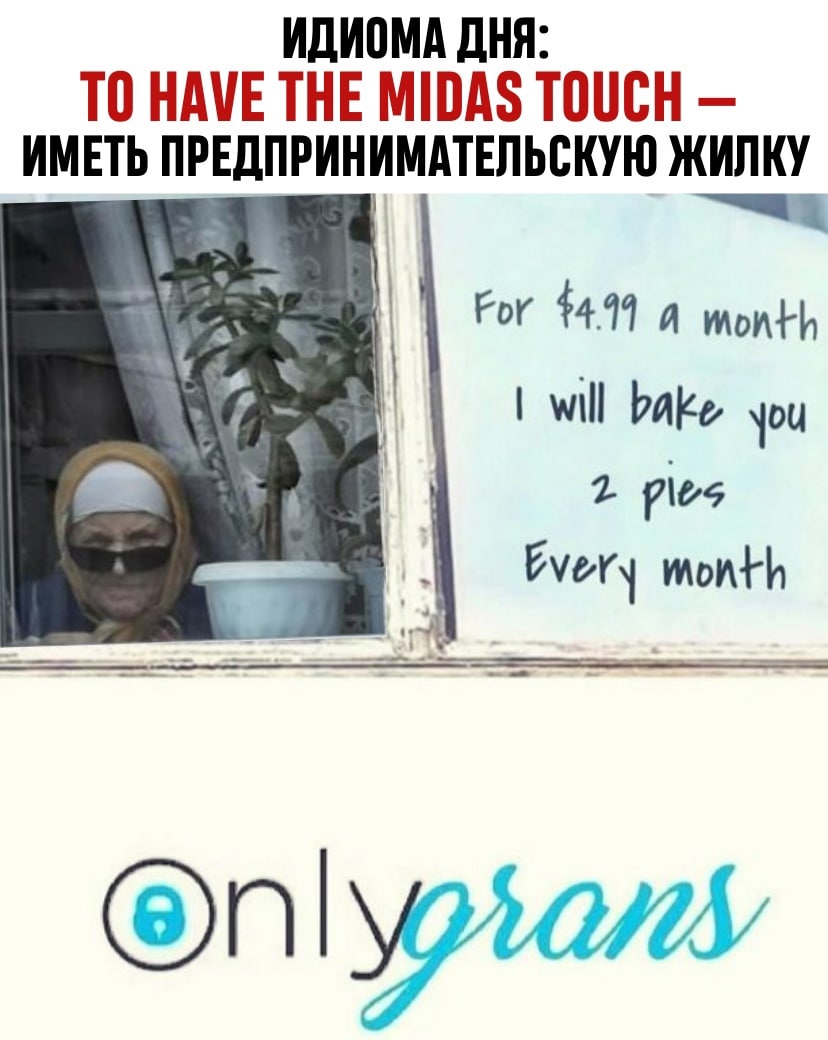 ИДИОМА ДНЯ:
TO HAVE THE MIDAS TOUCH –
ИМЕТЬ ПРЕДПРИНИМАТЕЛЬСКУЮ ЖИЛКУ
For $4.99 a month
I will bake you
2 pies
Every month
Onlygrans